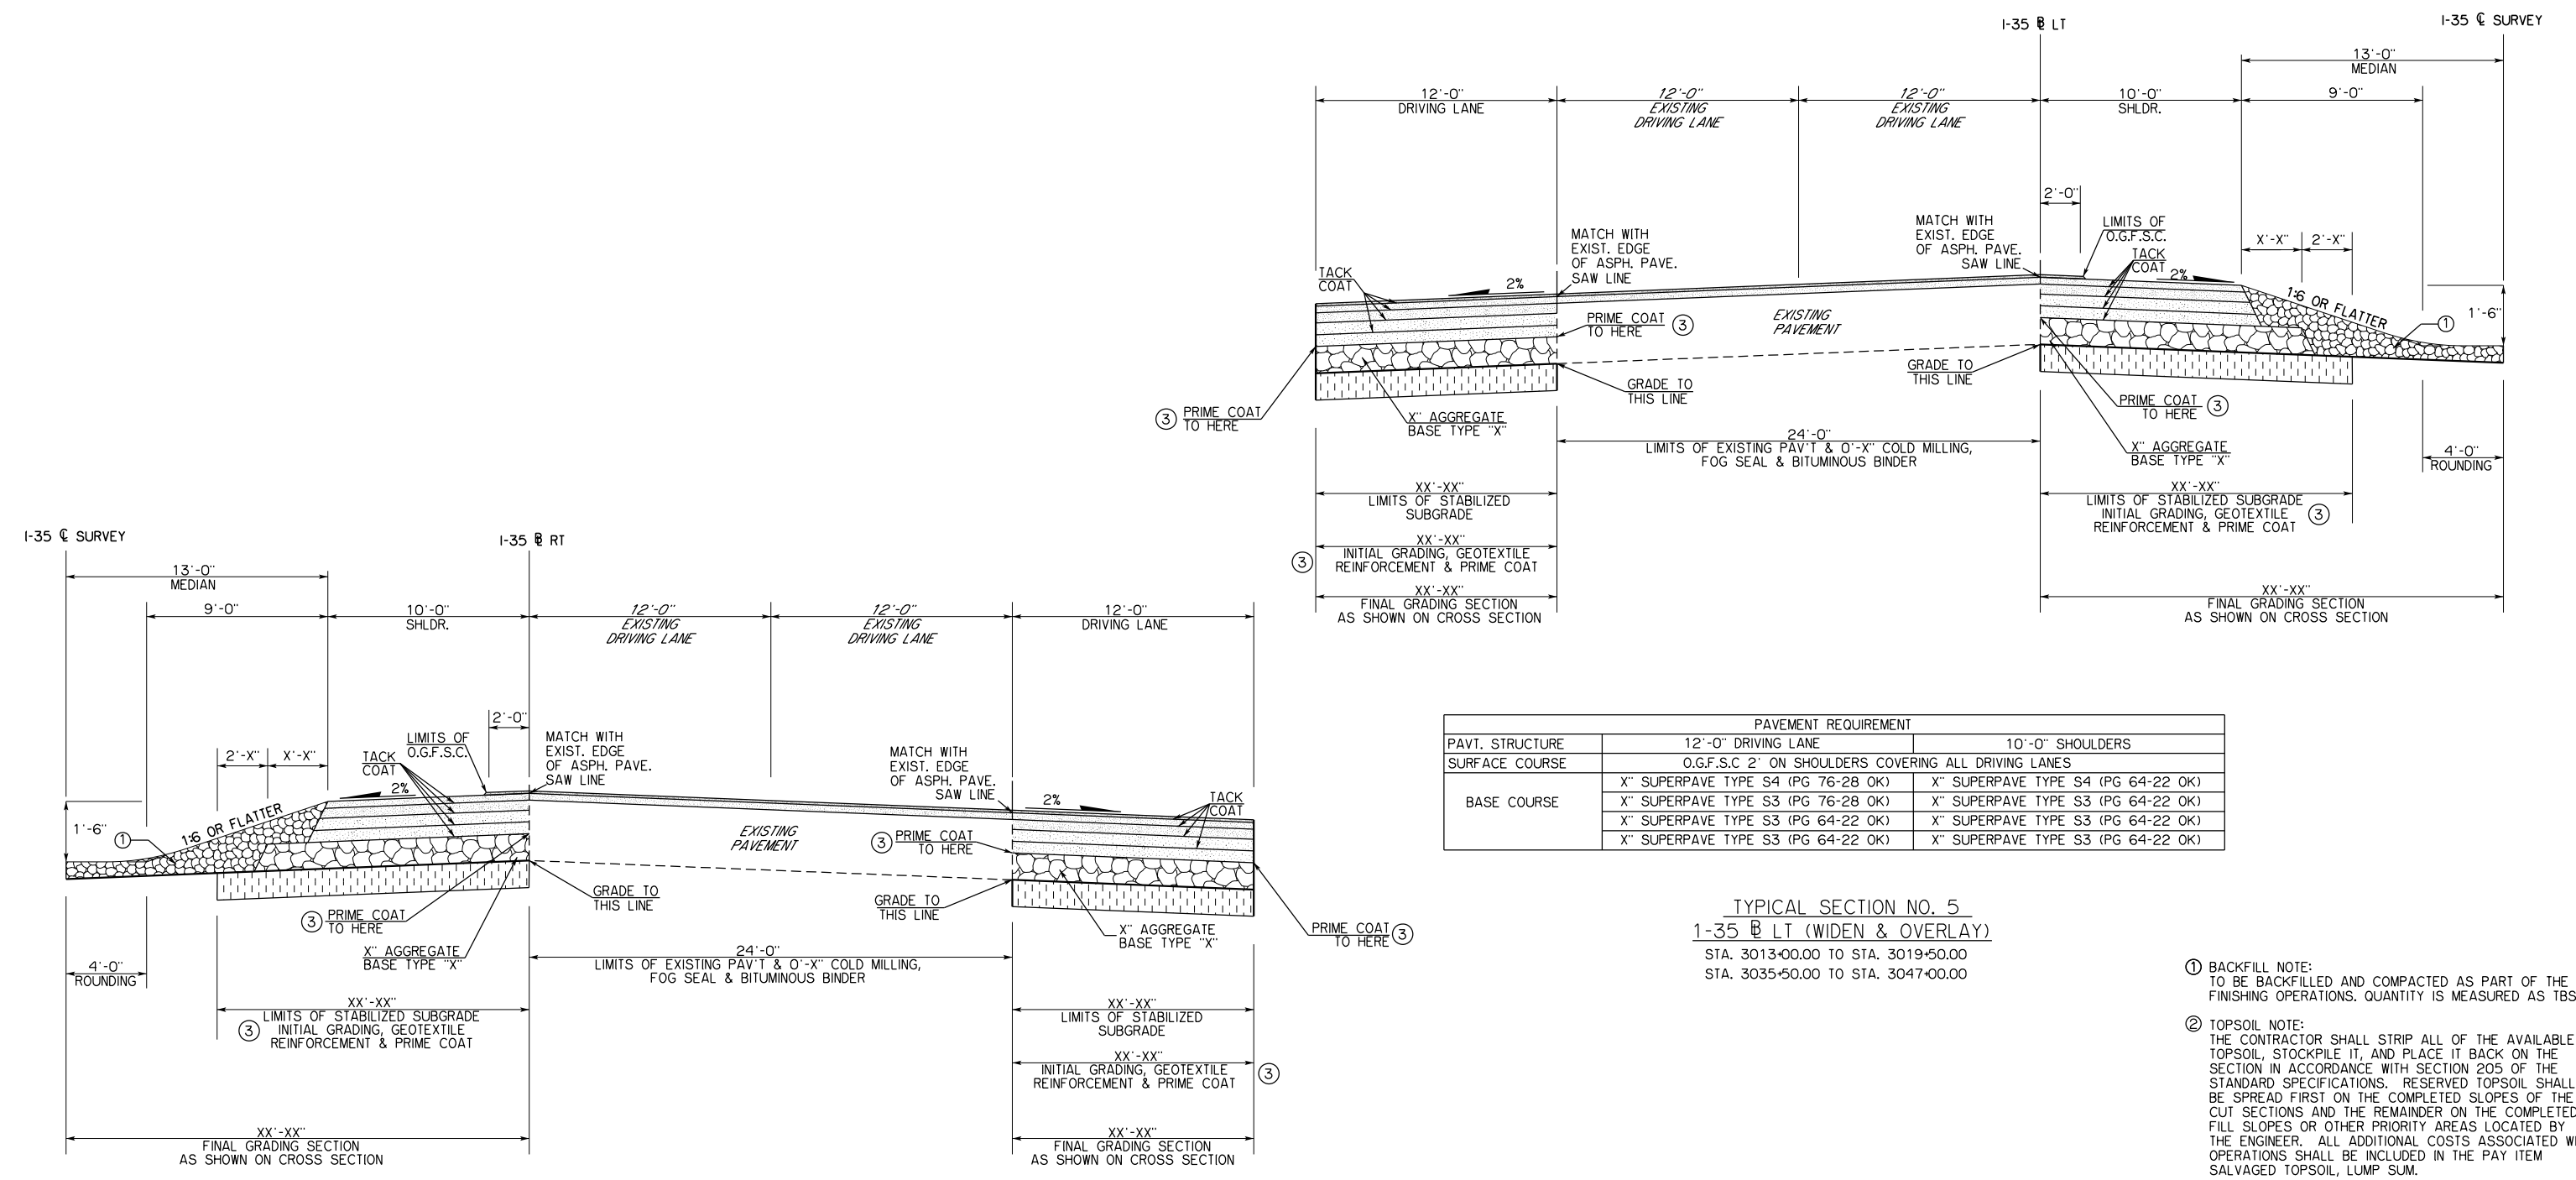 I-35 ℄ SURVEY
I-35 ␢ LT
13'-0"
MEDIAN
12'-0"
DRIVING LANE
12'-0"
EXISTING
DRIVING LANE
12'-0"
EXISTING
DRIVING LANE
10'-0"
SHLDR.
9'-0"
2'-0"
MATCH WITH
EXIST. EDGE
OF ASPH. PAVE.
SAW LINE
MATCH WITH
EXIST. EDGE
OF ASPH. PAVE.
SAW LINE
LIMITS OF
O.G.F.S.C.
X'-X"
2'-X"
TACK
COAT
TACK
COAT
2%
2%
1:6 OR FLATTER
1
1'-6"
EXISTING
PAVEMENT
PRIME COAT
TO HERE
3
GRADE TO
THIS LINE
GRADE TO
THIS LINE
3
PRIME COAT
TO HERE
X" AGGREGATE
BASE TYPE "X"
PRIME COAT
TO HERE
3
X" AGGREGATE
BASE TYPE "X"
24'-0"
LIMITS OF EXISTING PAV'T & 0'-X" COLD MILLING,
FOG SEAL & BITUMINOUS BINDER
4'-0"
ROUNDING
XX'-XX"
LIMITS OF STABILIZED
SUBGRADE
XX'-XX"
LIMITS OF STABILIZED SUBGRADE
INITIAL GRADING, GEOTEXTILE
REINFORCEMENT & PRIME COAT
3
XX'-XX"
INITIAL GRADING, GEOTEXTILE
REINFORCEMENT & PRIME COAT
3
XX'-XX"
FINAL GRADING SECTION
AS SHOWN ON CROSS SECTION
XX'-XX"
FINAL GRADING SECTION
AS SHOWN ON CROSS SECTION
I-35 ℄ SURVEY
I-35 ␢ RT
13'-0"
MEDIAN
9'-0"
10'-0"
SHLDR.
12'-0"
EXISTING
DRIVING LANE
12'-0"
EXISTING
DRIVING LANE
12'-0"
DRIVING LANE
2'-0"
LIMITS OF
O.G.F.S.C.
MATCH WITH
EXIST. EDGE
OF ASPH. PAVE.
SAW LINE
MATCH WITH
EXIST. EDGE
OF ASPH. PAVE.
SAW LINE
2'-X"
X'-X"
TACK
COAT
2%
2%
TACK
COAT
1'-6"
1
1:6 OR FLATTER
EXISTING
PAVEMENT
3
PRIME COAT
TO HERE
GRADE TO
THIS LINE
GRADE TO
THIS LINE
3
PRIME COAT
TO HERE
X" AGGREGATE
BASE TYPE "X"
X" AGGREGATE
BASE TYPE "X"
PRIME COAT
TO HERE
3
4'-0"
ROUNDING
24'-0"
LIMITS OF EXISTING PAV'T & 0'-X" COLD MILLING,
FOG SEAL & BITUMINOUS BINDER
XX'-XX"
LIMITS OF STABILIZED SUBGRADE
INITIAL GRADING, GEOTEXTILE
REINFORCEMENT & PRIME COAT
3
XX'-XX"
LIMITS OF STABILIZED
SUBGRADE
XX'-XX"
INITIAL GRADING, GEOTEXTILE
REINFORCEMENT & PRIME COAT
3
XX'-XX"
FINAL GRADING SECTION
AS SHOWN ON CROSS SECTION
XX'-XX"
FINAL GRADING SECTION
AS SHOWN ON CROSS SECTION
PAVEMENT REQUIREMENT
PAVT. STRUCTURE 12'-0" DRIVING LANE 10'-0" SHOULDERS
SURFACE COURSE O.G.F.S.C 2' ON SHOULDERS COVERING ALL DRIVING LANES
BASE COURSE
X" SUPERPAVE TYPE S4 (PG 76-28 OK) X" SUPERPAVE TYPE S4 (PG 64-22 OK)
X" SUPERPAVE TYPE S3 (PG 76-28 OK) X" SUPERPAVE TYPE S3 (PG 64-22 OK)
X" SUPERPAVE TYPE S3 (PG 64-22 OK) X" SUPERPAVE TYPE S3 (PG 64-22 OK)
X" SUPERPAVE TYPE S3 (PG 64-22 OK) X" SUPERPAVE TYPE S3 (PG 64-22 OK)
TYPICAL SECTION NO. 5
1-35 ␢ LT (WIDEN & OVERLAY)
STA. 3013+00.00 TO STA. 3019+50.00
STA. 3035+50.00 TO STA. 3047+00.00
1 BACKFILL NOTE:
TO BE BACKFILLED AND COMPACTED AS PART OF THE
FINISHING OPERATIONS. QUANTITY IS MEASURED AS TBS
2 TOPSOIL NOTE:
THE CONTRACTOR SHALL STRIP ALL OF THE AVAILABLE
TOPSOIL, STOCKPILE IT, AND PLACE IT BACK ON THE
SECTION IN ACCORDANCE WITH SECTION 205 OF THE
STANDARD SPECIFICATIONS. RESERVED TOPSOIL SHALL
BE SPREAD FIRST ON THE COMPLETED SLOPES OF THE
CUT SECTIONS AND THE REMAINDER ON THE COMPLETED
FILL SLOPES OR OTHER PRIORITY AREAS LOCATED BY
THE ENGINEER. ALL ADDITIONAL COSTS ASSOCIATED
OPERATIONS SHALL BE INCLUDED IN THE PAY ITEM
SALVAGED TOPSOIL, LUMP SUM.